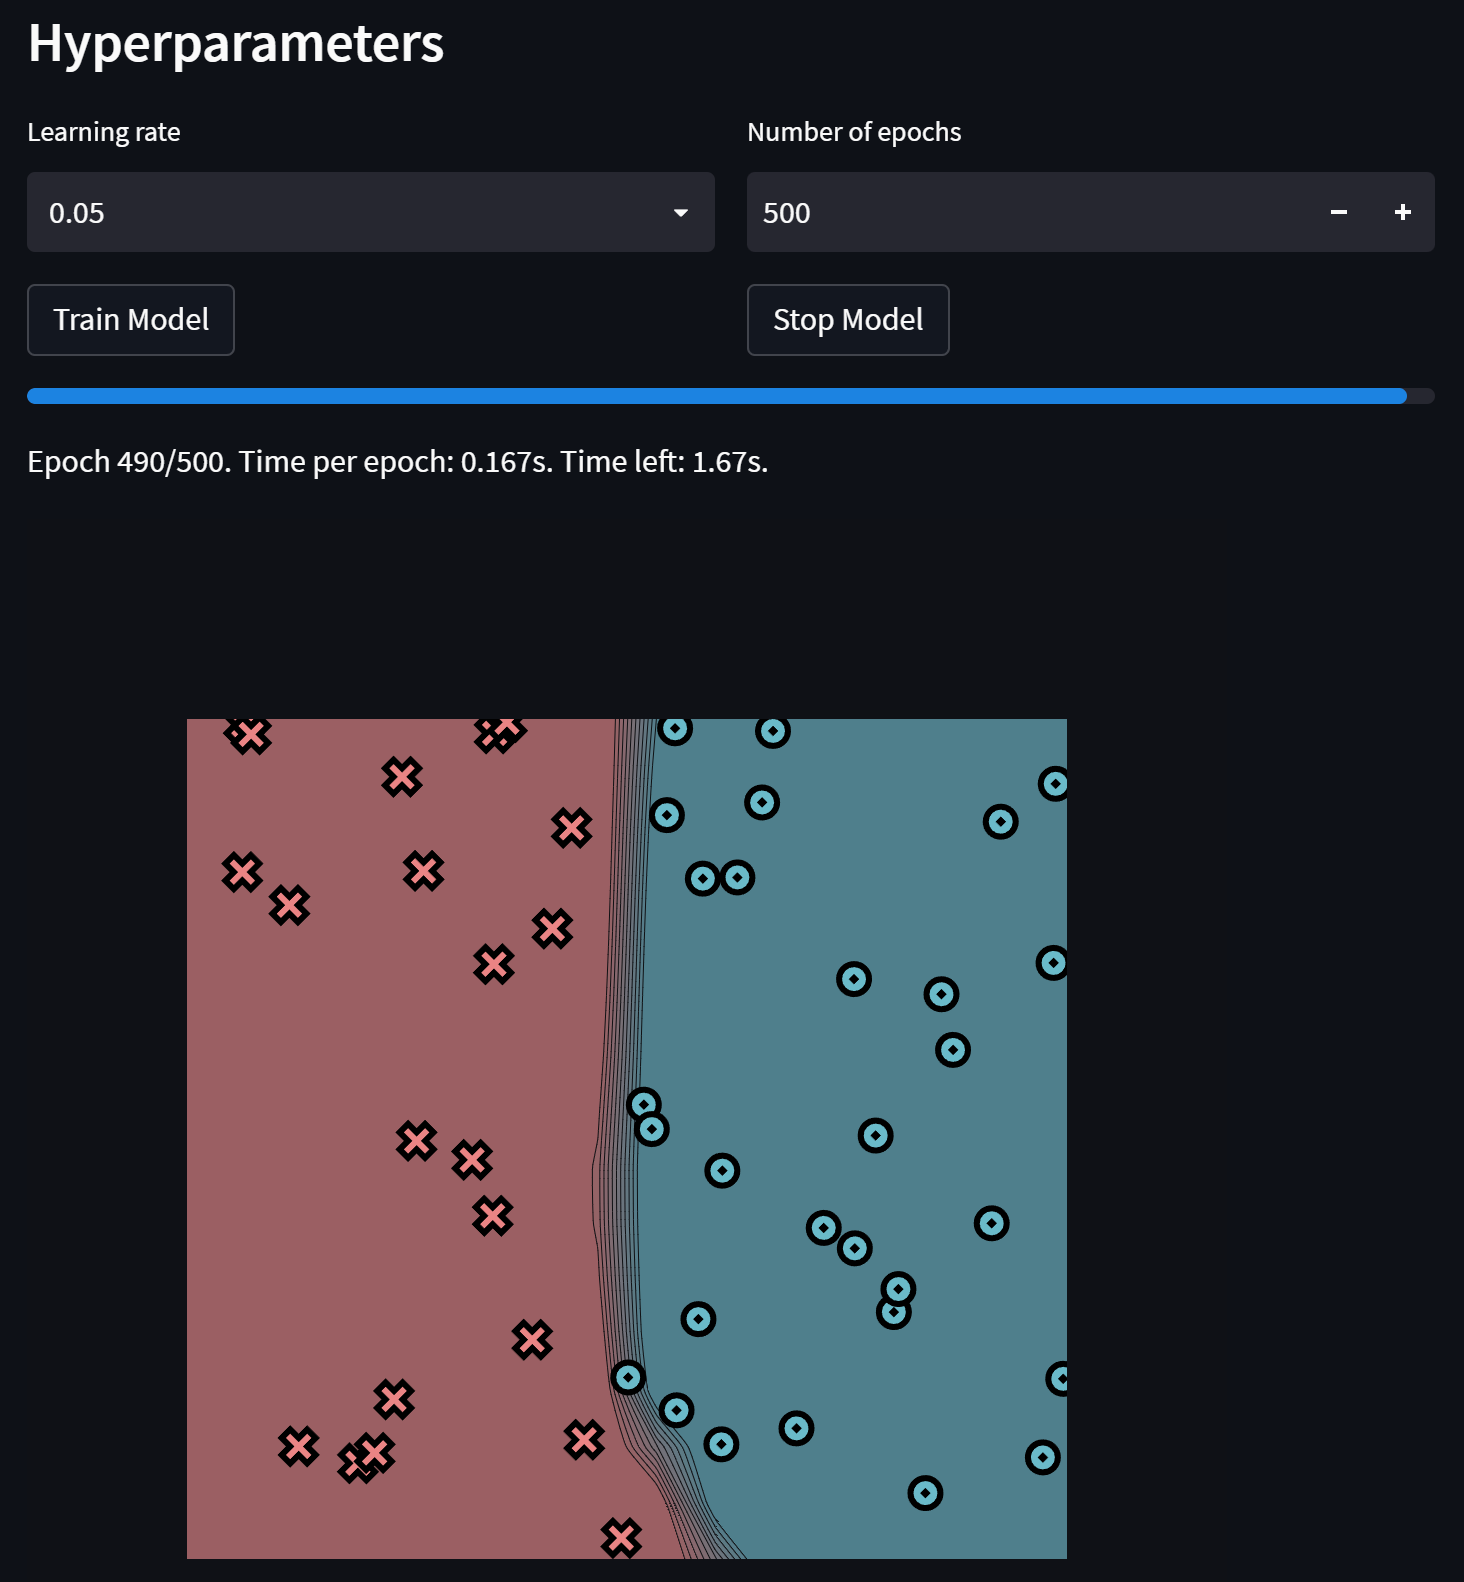 Hyperparameters
Learning rate
Number of epochs
0.05
500
Train Model
Stop Model
Epoch 490/500. Time per epoch: 0.167s. Time left: 1.67s.